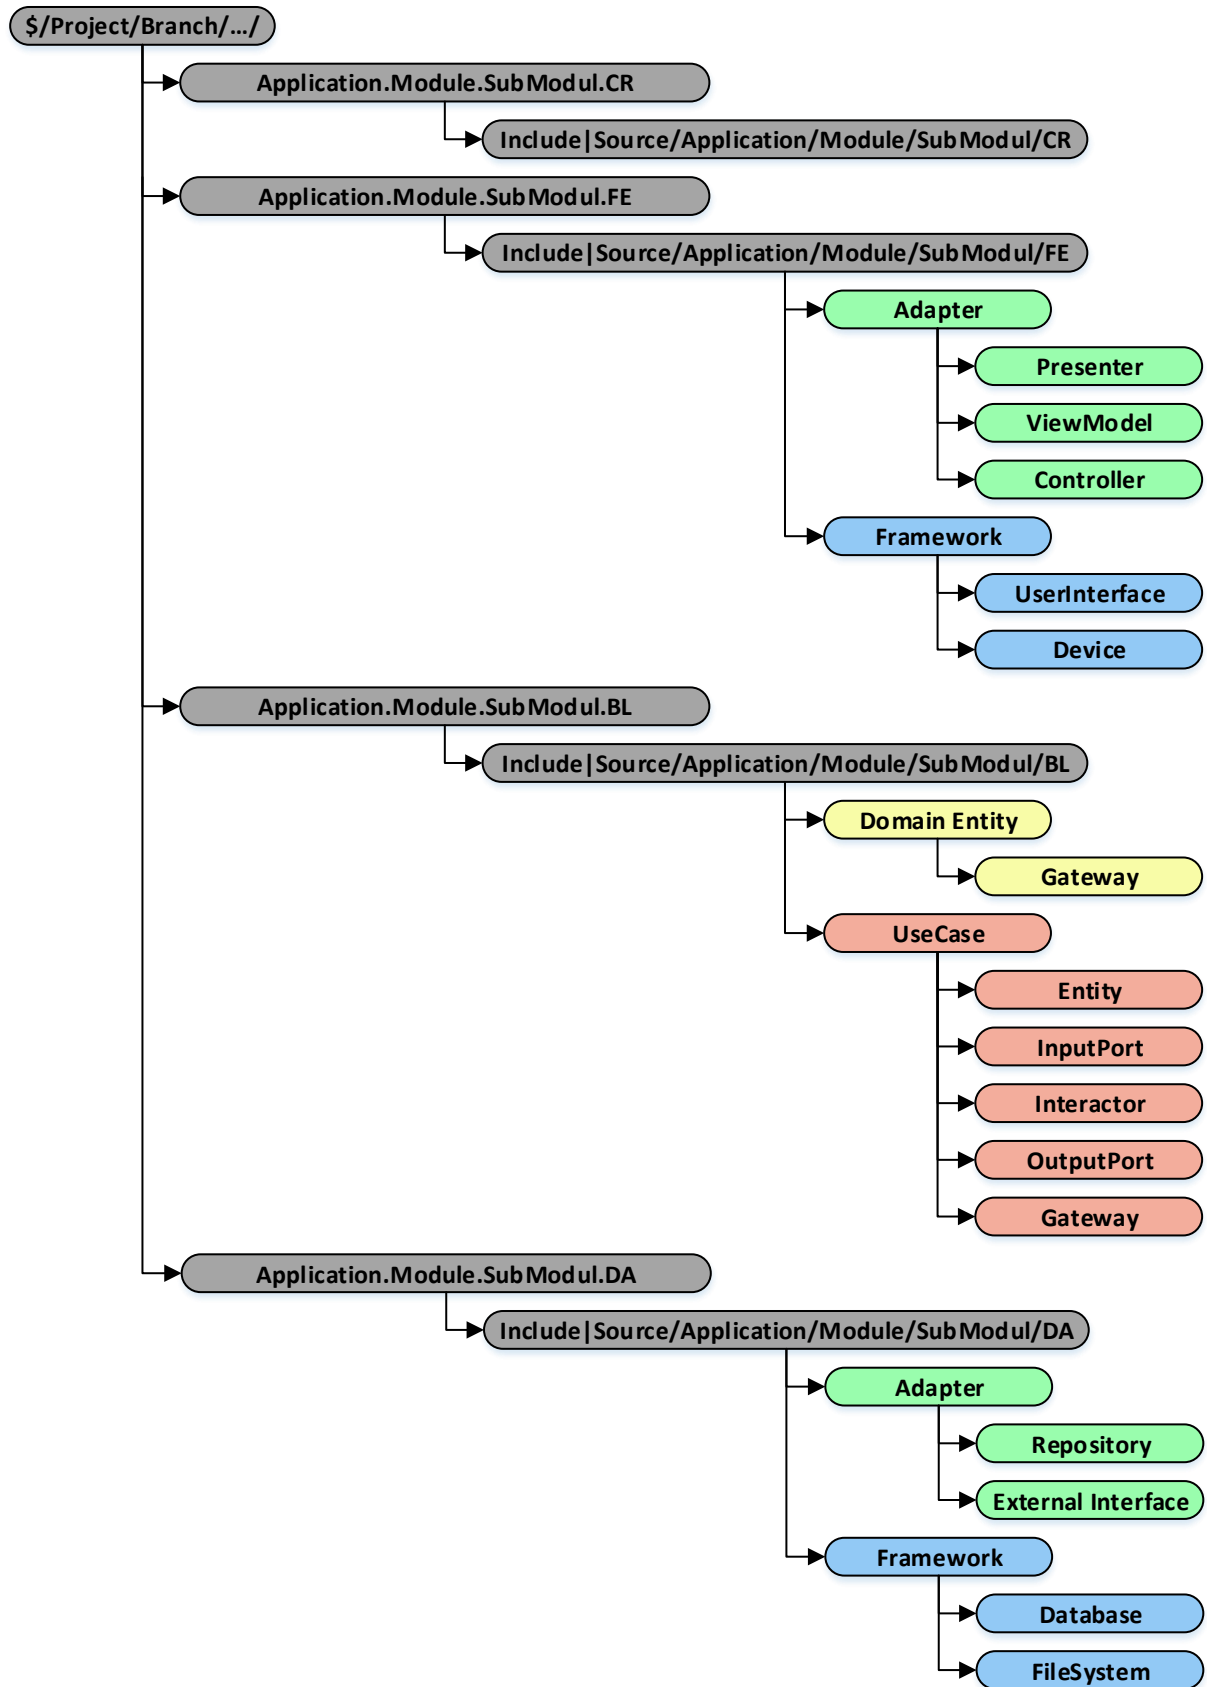 $/Project/Branch/.../
Application.Module.SubModul.CR
Include|Source/Application/Module/SubModul/CR
Application.Module.SubModul.FE
Include|Source/Application/Module/SubModul/FE
Adapter
Presenter
ViewModel
Controller
Framework
UserInterface
Device
Application.Module.SubModul.BL
Include|Source/Application/Module/SubModul/BL
Domain Entity
Gateway
UseCase
Entity
InputPort
Interactor
OutputPort
Gateway
Application.Module.SubModul.DA
Include|Source/Application/Module/SubModul/DA
Adapter
Repository
External Interface
Framework
Database
FileSystem